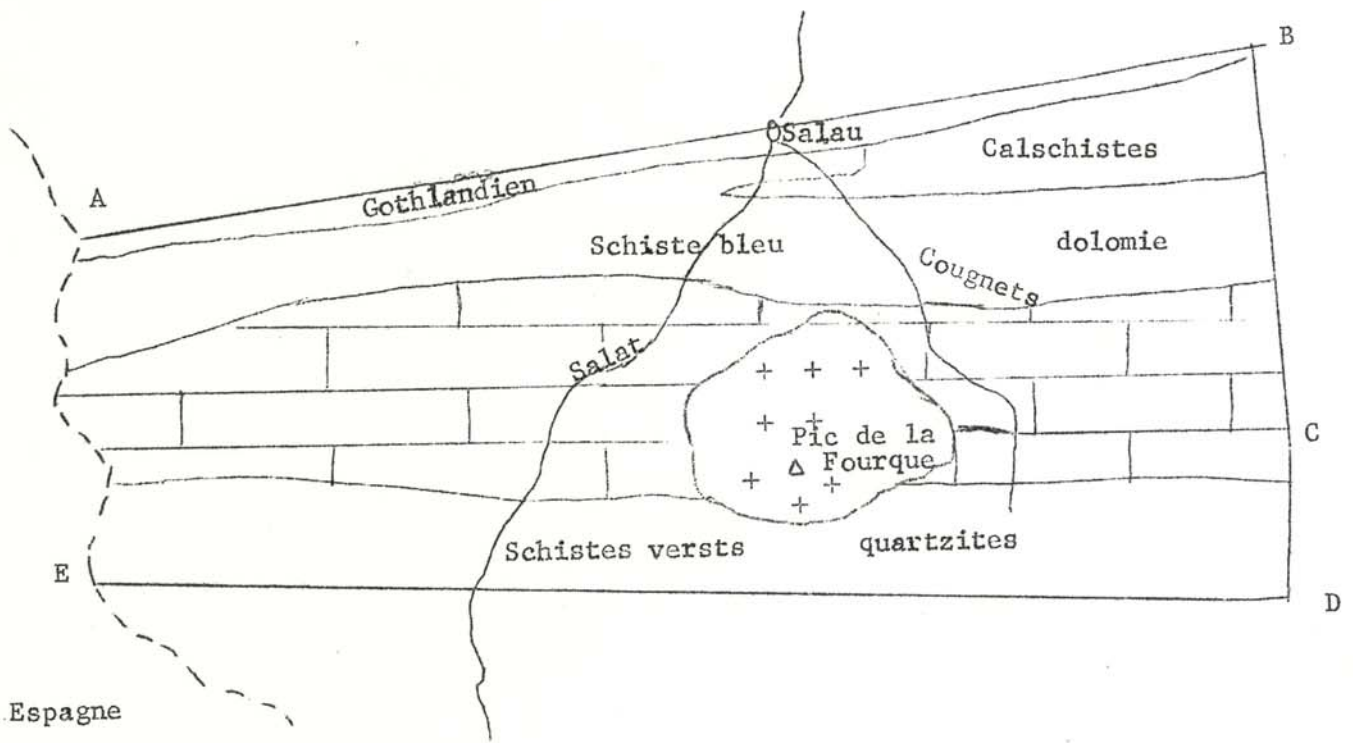 B
Salau
Calschistes
A
Gothlandien
Schiste bleu
dolomie
Cougnets
Salat
Pic de la
Fourque
C
Schistes versts
quartzites
E
D
Espagne